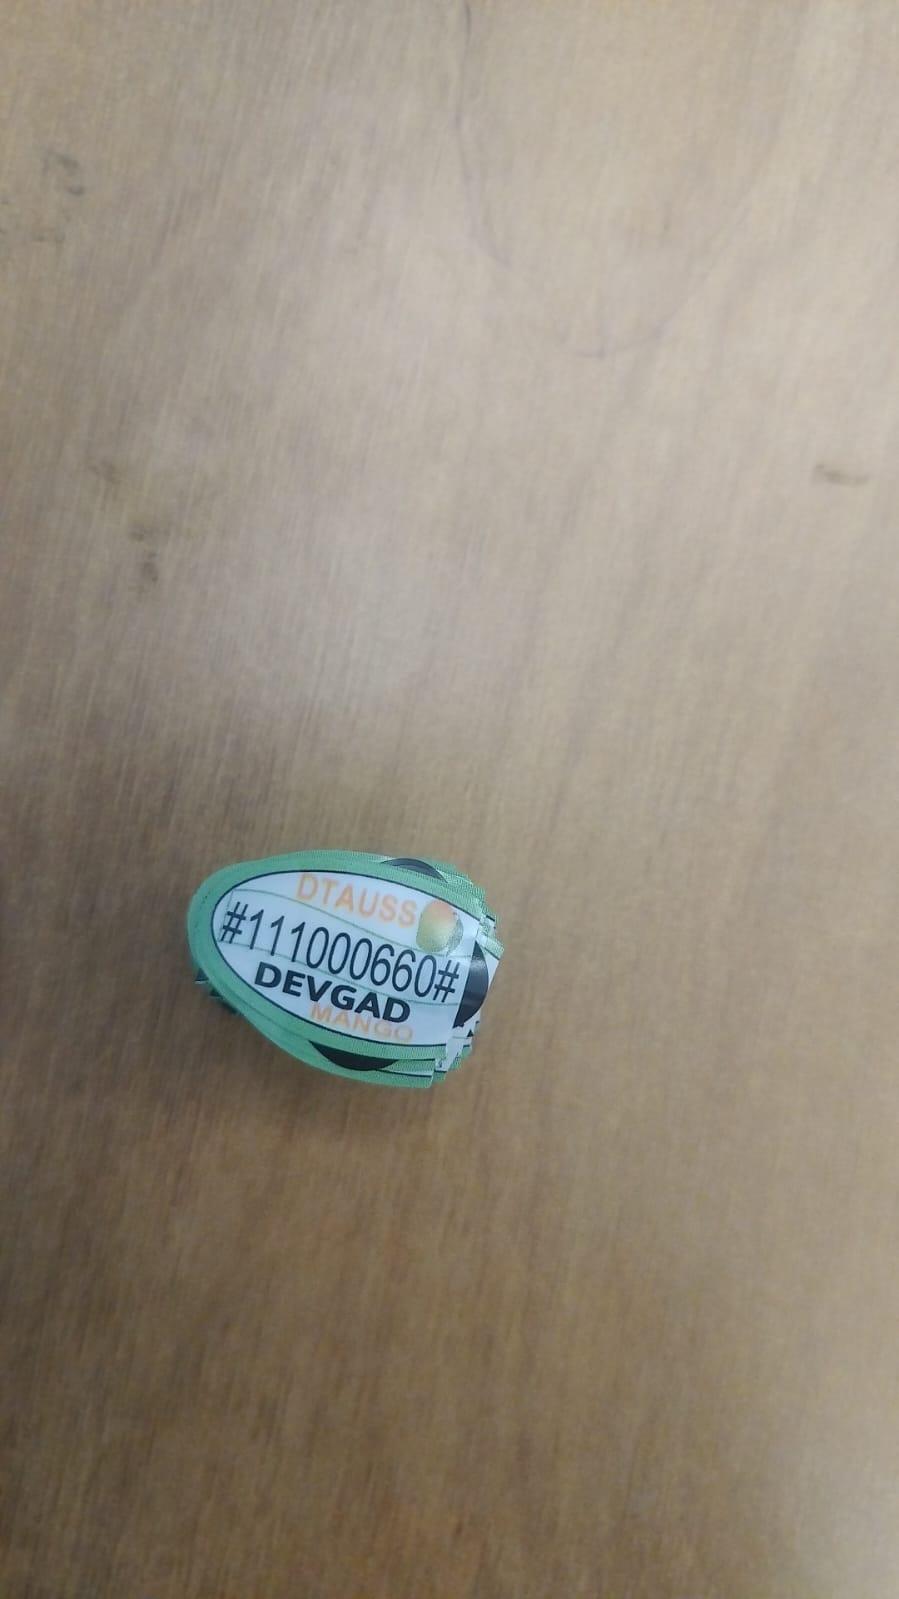 DTAUSS
#111000660#
DEVGAD
MANGO